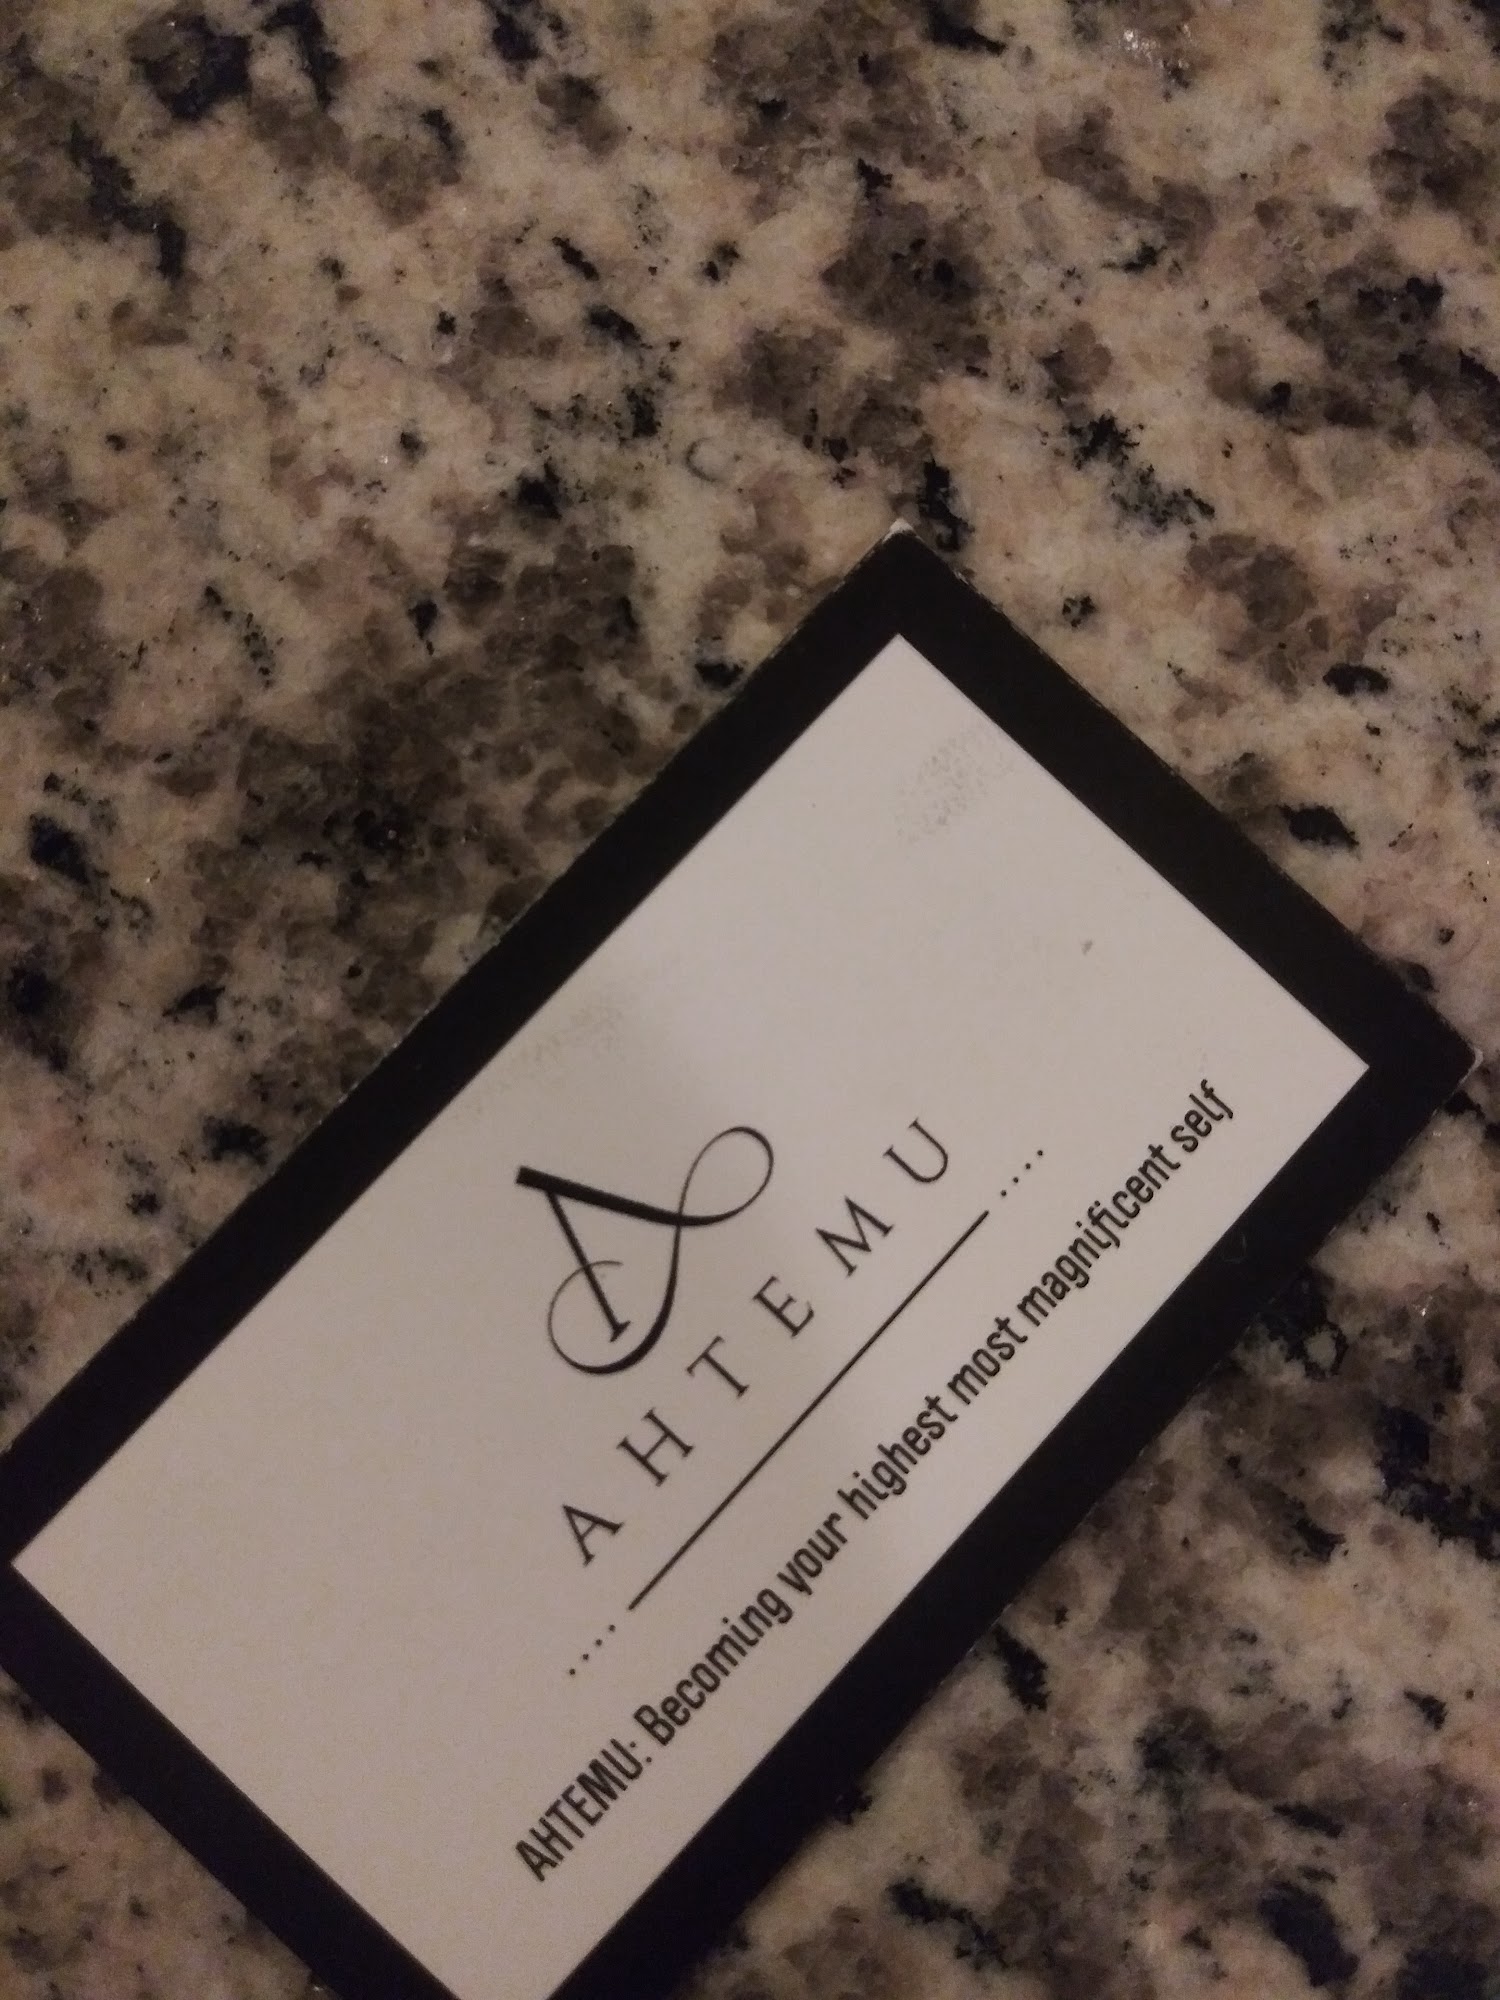 A
AHTEMU
AHTEMU: Becoming your highest most magnificent self